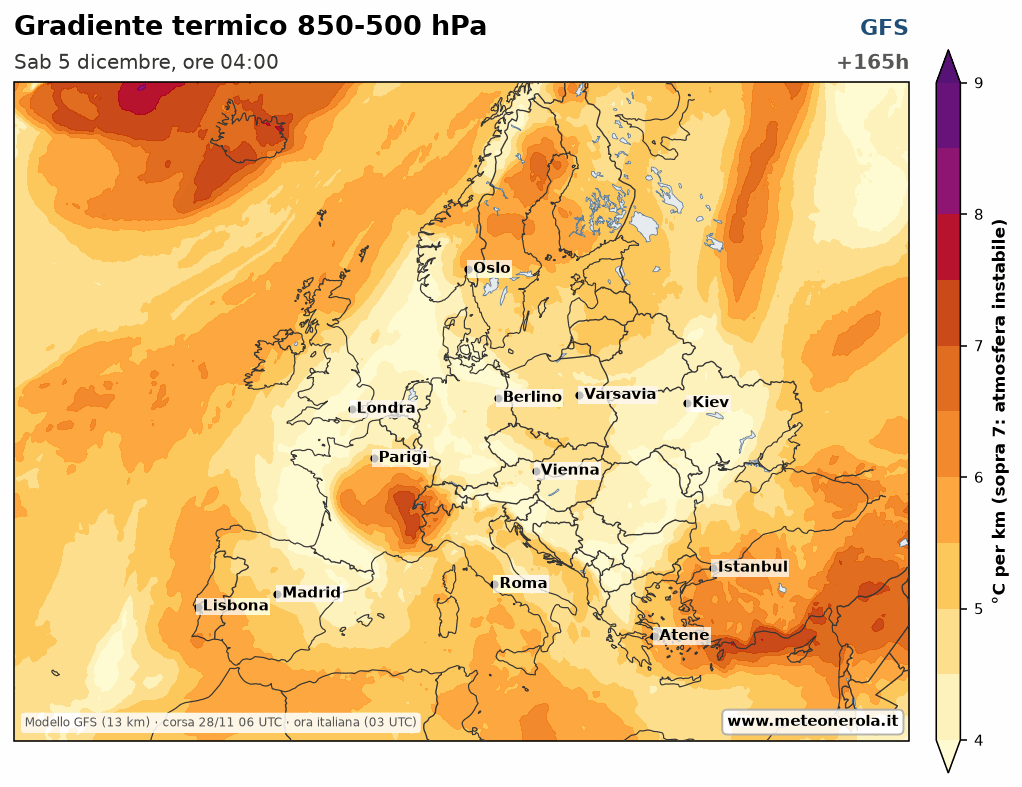 Gradiente termico 850-500 hPa
GFS
Sab 5 dicembre, ore 04:00
+165h
Oslo
Londra
Berlino
Varsavia
Kiev
Parigi
Vienna
Istanbul
Madrid
Roma
Lisbona
Atene
Modello GFS (13 km) · corsa 28/11 06 UTC · ora italiana (03 UTC)
www.meteonerola.it
9
8
7
6
5
4
°C per km (sopra 7: atmosfera instabile)